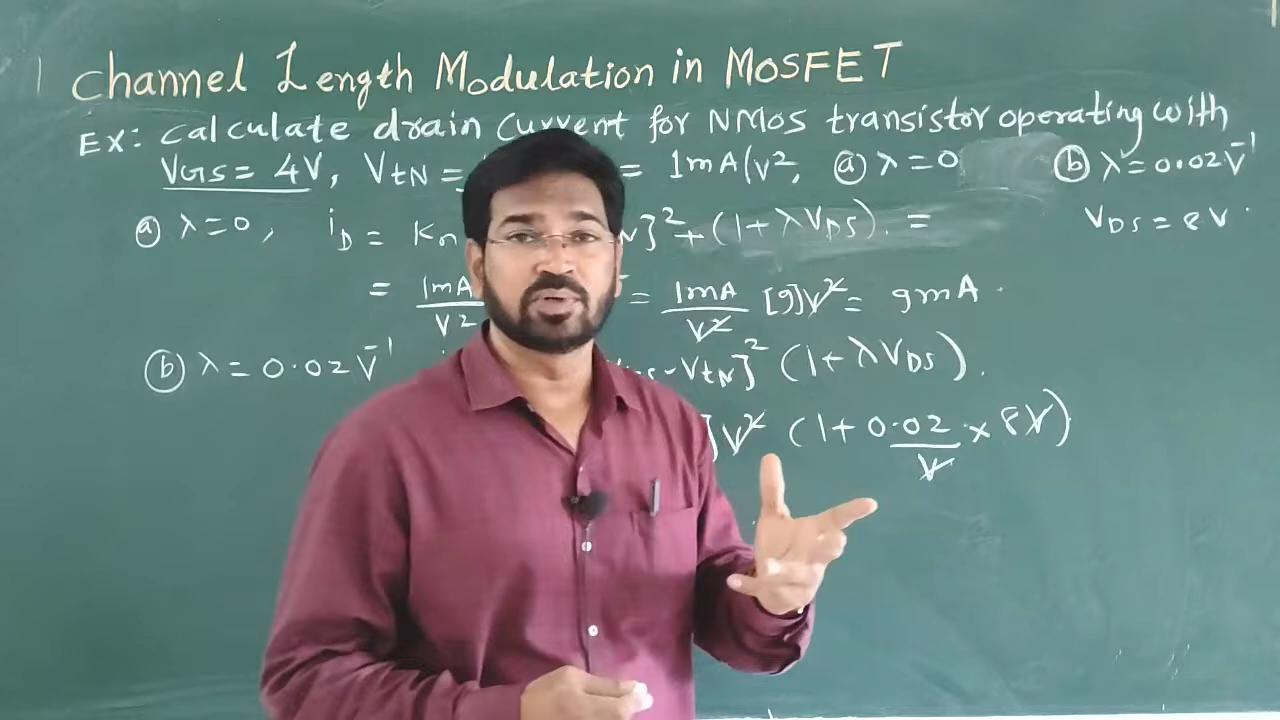 Channel Length Modulation in MOSFET
EX: calculate drain current for NMOS transistor operating with
VGS = 4V, VtN = = 1mA/V², ⓐ λ=0 ⓑ λ=0.02V⁻¹
VDS = 8V.
ⓐ λ=0, iD = Kn N]² + (1+λVDS). =
= 1mA/V² = 1mA/V² [9]V² = 9mA.
ⓑ λ=0.02V⁻¹ -VtN]² (1+λVDS).
]V² (1+0.02/V × 8V)